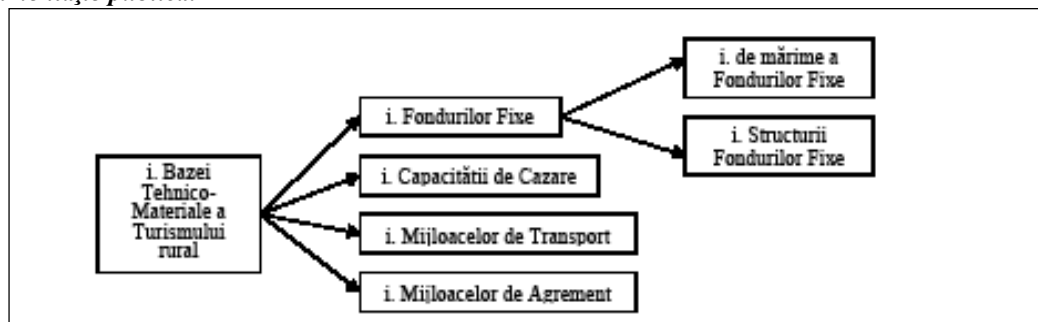 publică.
i. de mărime a
Fondurilor Fixe
i. Fondurilor Fixe
i. Structurii
Fondurilor Fixe
i. Bazei
Tehnico-
Materiale a
Turismului
rural
i. Capacității de Cazare
i. Mijloacelor de Transport
i. Mijloacelor de Agrement